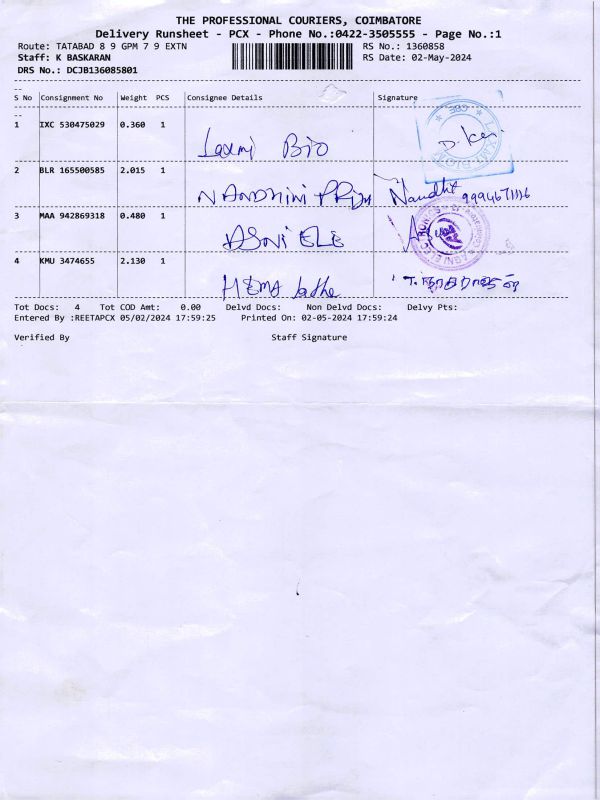 THE PROFESSIONAL COURIERS, COIMBATORE
Delivery Runsheet - PCX - Phone No.:0422-3505555 - Page No.:1
Route: TATABAD 8 9 GPM 7 9 EXTN RS No.: 1360858
Staff: K BASKARAN RS Date: 02-May-2024
DRS No.: DCJB136085801
S No Consignment No Weight PCS Consignee Details Signature
1 IXC 530475029 0.360 1
Laxmi Bio
2 BLR 165500585 2.015 1
NANDHINI Nandht
3 MAA 942869318 0.480 1
ELE
4 KMU 3474655 2.130 1
HEMA
Tot Docs: 4 Tot COD Amt: 0.00 Delvd Docs: Non Delvd Docs: Delvy Pts:
Entered By :REETAPCX 05/02/2024 17:59:25 Printed On: 02-05-2024 17:59:24
Verified By Staff Signature